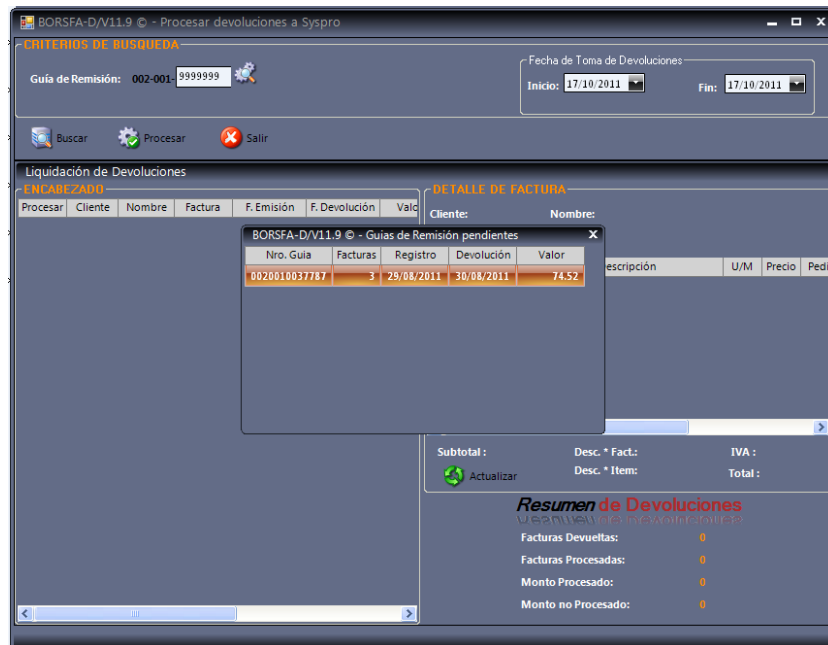 BORSFA-D/V11.9 © - Procesar devoluciones a Syspro
CRITERIOS DE BUSQUEDA
Guía de Remisión: 002-001- 9999999
Fecha de Toma de Devoluciones
Inicio: 17/10/2011 Fin: 17/10/2011
Buscar Procesar Salir
Liquidación de Devoluciones
ENCABEZADO
Procesar Cliente Nombre Factura F. Emisión F. Devolución Valo
DETALLE DE FACTURA
Cliente: Nombre:
escripción U/M Precio Pedi
BORSFA-D/V11.9 © - Guias de Remisión pendientes X
Nro. Guia Facturas Registro Devolución Valor
0020010037787 3 29/08/2011 30/08/2011 74.52
Subtotal : Desc. * Fact.: IVA :
Actualizar Desc. * Item: Total :
Resumen de Devoluciones
Facturas Devueltas: 0
Facturas Procesadas: 0
Monto Procesado: 0
Monto no Procesado: 0